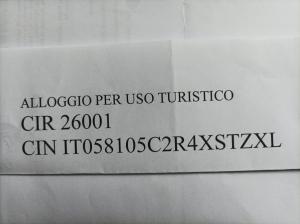 ALLOGGIO PER USO TURISTICO
CIR 26001
CIN IT058105C2R4XSTZXL